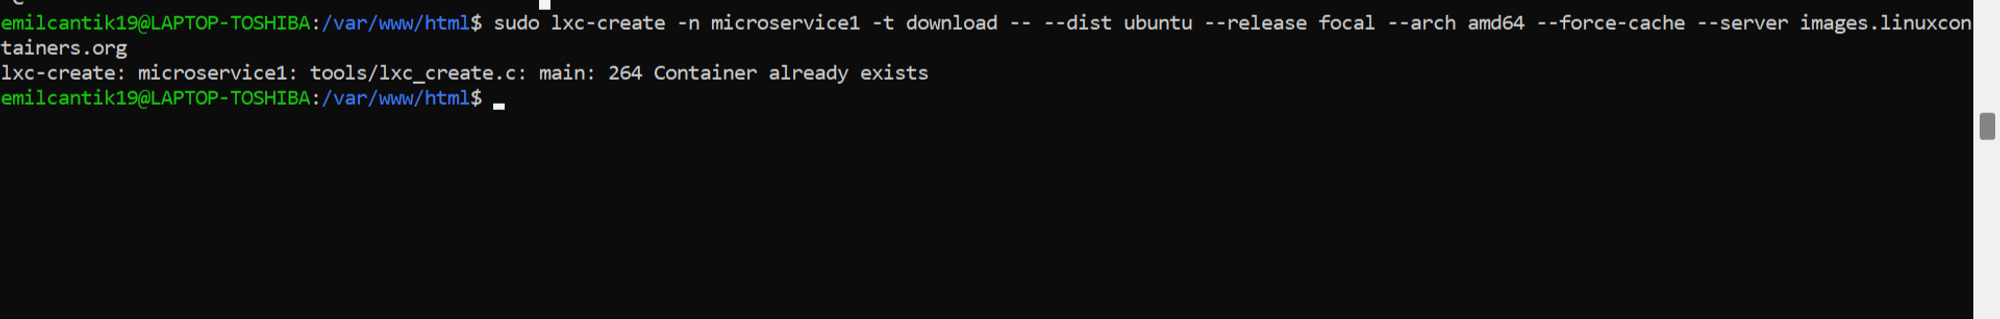 emilcantik19@LAPTOP-TOSHIBA:/var/www/html$ sudo lxc-create -n microservice1 -t download -- --dist ubuntu --release focal --arch amd64 --force-cache --server images.linuxcon
tainers.org
lxc-create: microservice1: tools/lxc_create.c: main: 264 Container already exists
emilcantik19@LAPTOP-TOSHIBA:/var/www/html$